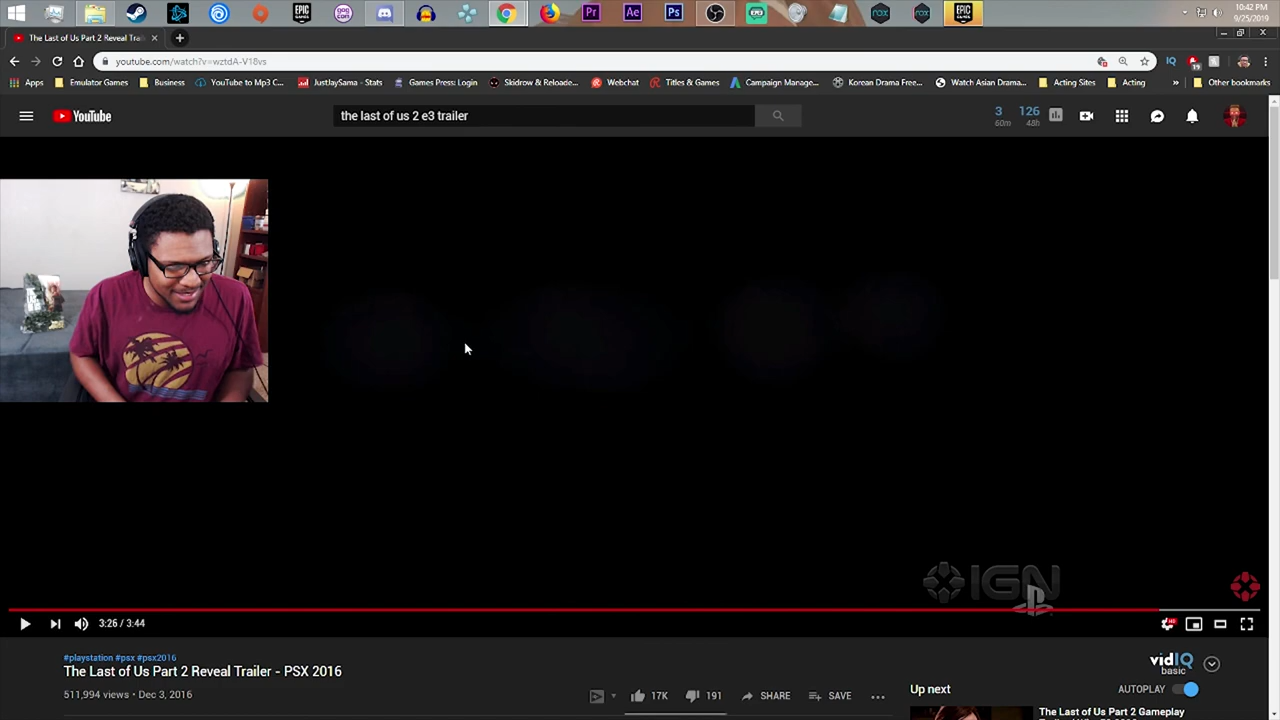 10:42 PM
9/25/2019
The Last of Us Part 2 Reveal Trai
youtube.com/watch?v=wztdA-V18vs
Apps Emulator Games Business YouTube to Mp3 C... JustJaySama - Stats Games Press: Login Skidrow & Reloade... Webchat Titles & Games Campaign Manage... Korean Drama Free... Watch Asian Drama... Acting Sites Acting » Other bookmarks
YouTube the last of us 2 e3 trailer 3 60m 126 48h
IGN
3:26 / 3:44
#playstation #psx #psx2016
The Last of Us Part 2 Reveal Trailer - PSX 2016
511,994 views • Dec 3, 2016
17K 191 SHARE SAVE
vidIQ
basic
Up next AUTOPLAY
The Last of Us Part 2 Gameplay